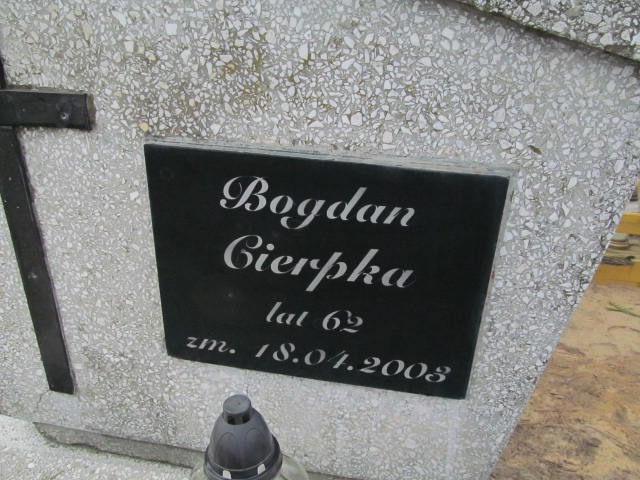 Bogdan
Cierpka
lat 62
zm. 18.04.2003